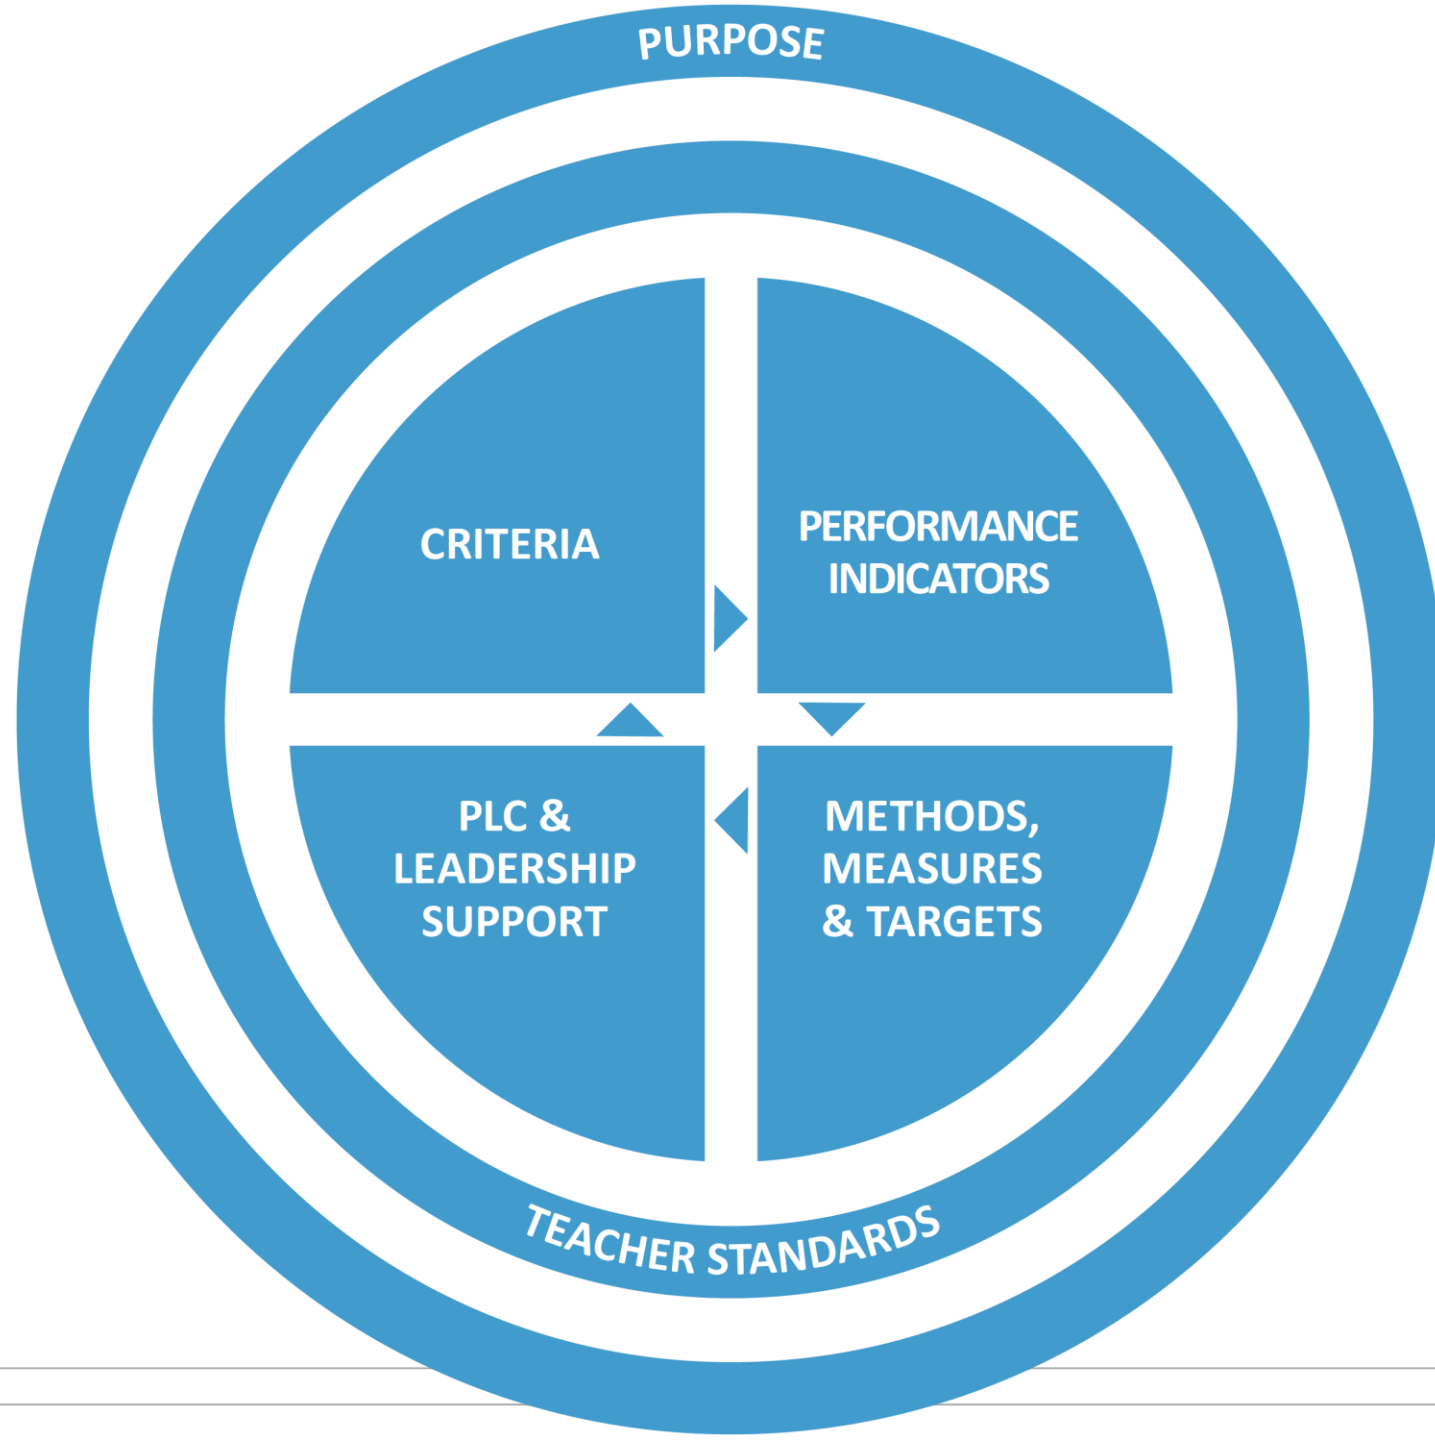 PURPOSE
CRITERIA
PERFORMANCE
INDICATORS
PLC &
LEADERSHIP
SUPPORT
METHODS,
MEASURES
& TARGETS
TEACHER STANDARDS